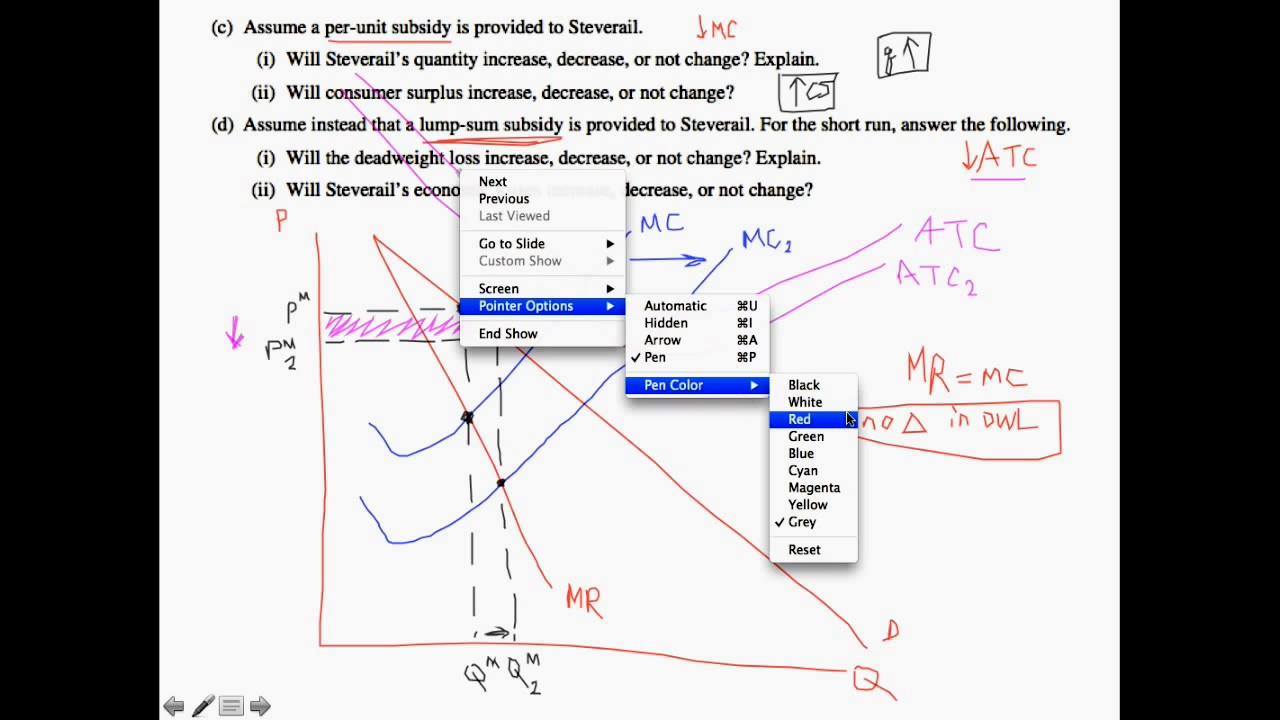 (c) Assume a per-unit subsidy is provided to Steverail. ↓MC
(i) Will Steverail's quantity increase, decrease, or not change? Explain. q↑
(ii) Will consumer surplus increase, decrease, or not change? ↑CS
(d) Assume instead that a lump-sum subsidy is provided to Steverail. For the short run, answer the following.
(i) Will the deadweight loss increase, decrease, or not change? Explain. ↓ATC
(ii) Will Steverail's decrease, or not change?
Next
Previous
Last Viewed
Go to Slide
Custom Show
Screen
Pointer Options
End Show
Automatic ⌘U
Hidden ⌘I
Arrow ⌘A
✓ Pen ⌘P
Pen Color
Black
White
Red
Green
Blue
Cyan
Magenta
Yellow
✓ Grey
Reset
P
MC
MC₂
ATC
ATC₂
Pᴹ
P₂ᴹ
MR = MC
no Δ in DWL
MR
D
Qᴹ Q₂ᴹ
Q